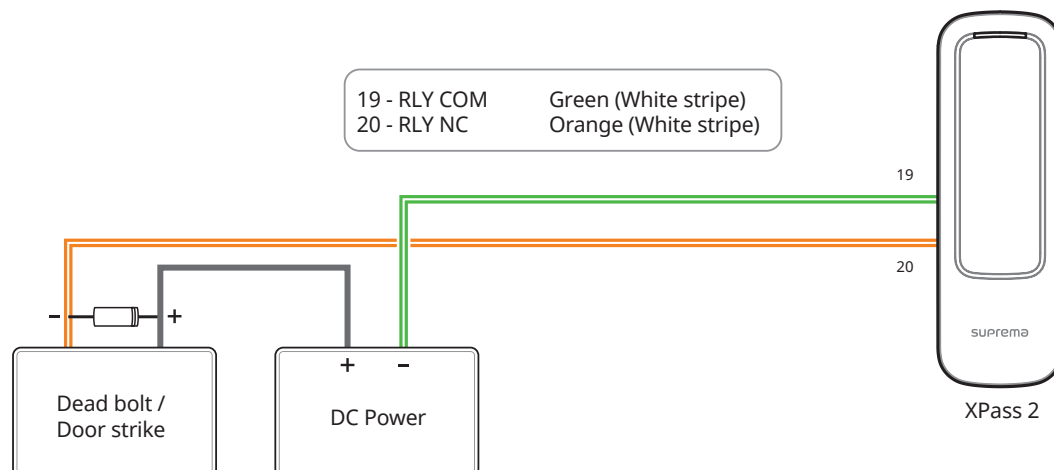 19 - RLY COM Green (White stripe)
20 - RLY NC Orange (White stripe)
19
20
suprema
XPass 2
- +
+ -
Dead bolt /
Door strike
DC Power